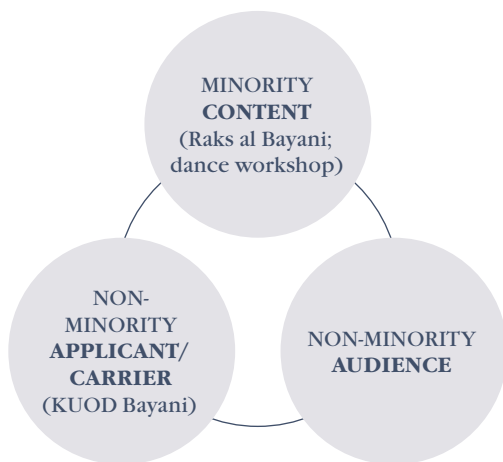 MINORITY
CONTENT
(Raks al Bayani;
dance workshop)
NON-
MINORITY
APPLICANT/
CARRIER
(KUOD Bayani)
NON-MINORITY
AUDIENCE